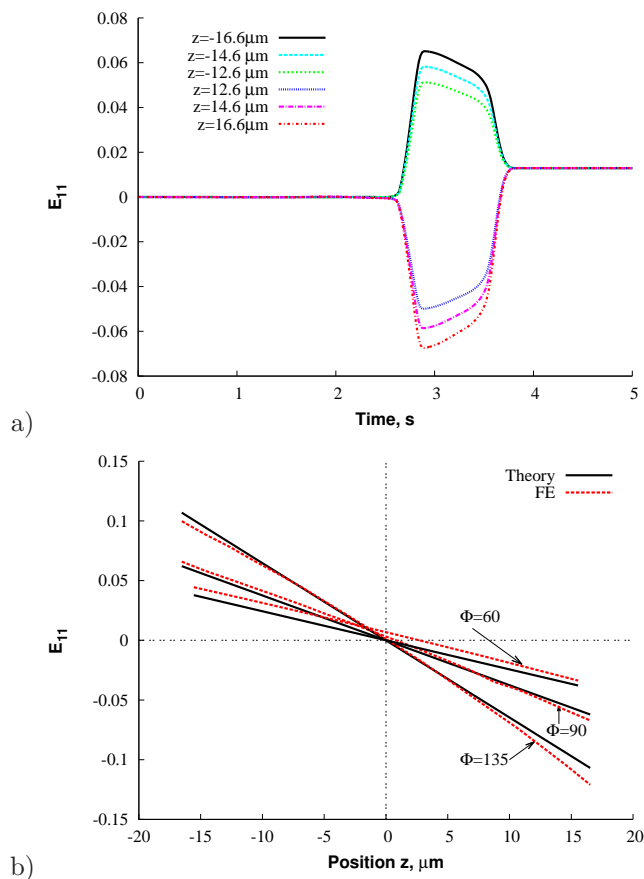 0.08
0.06
0.04
0.02
0
-0.02
-0.04
-0.06
-0.08
E11
z=-16.6μm
z=-14.6 μm
z=-12.6 μm
z=12.6 μm
z=14.6 μm
z=16.6μm
0 1 2 3 4 5
Time, s
a)
0.15
0.1
0.05
0
-0.05
-0.1
-0.15
E11
Theory
FE
Φ=60
Φ=90
Φ=135
-20 -15 -10 -5 0 5 10 15 20
Position z, μm
b)